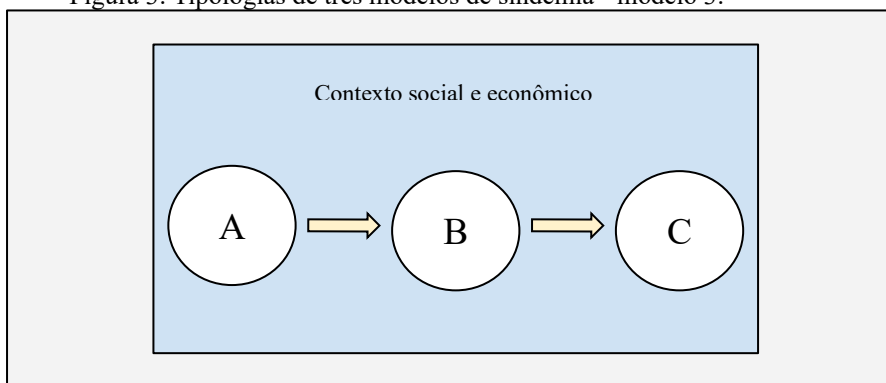 Figura 3: Tipologias de três modelos de sindemia - modelo 3.
Contexto social e econômico
A
B
C